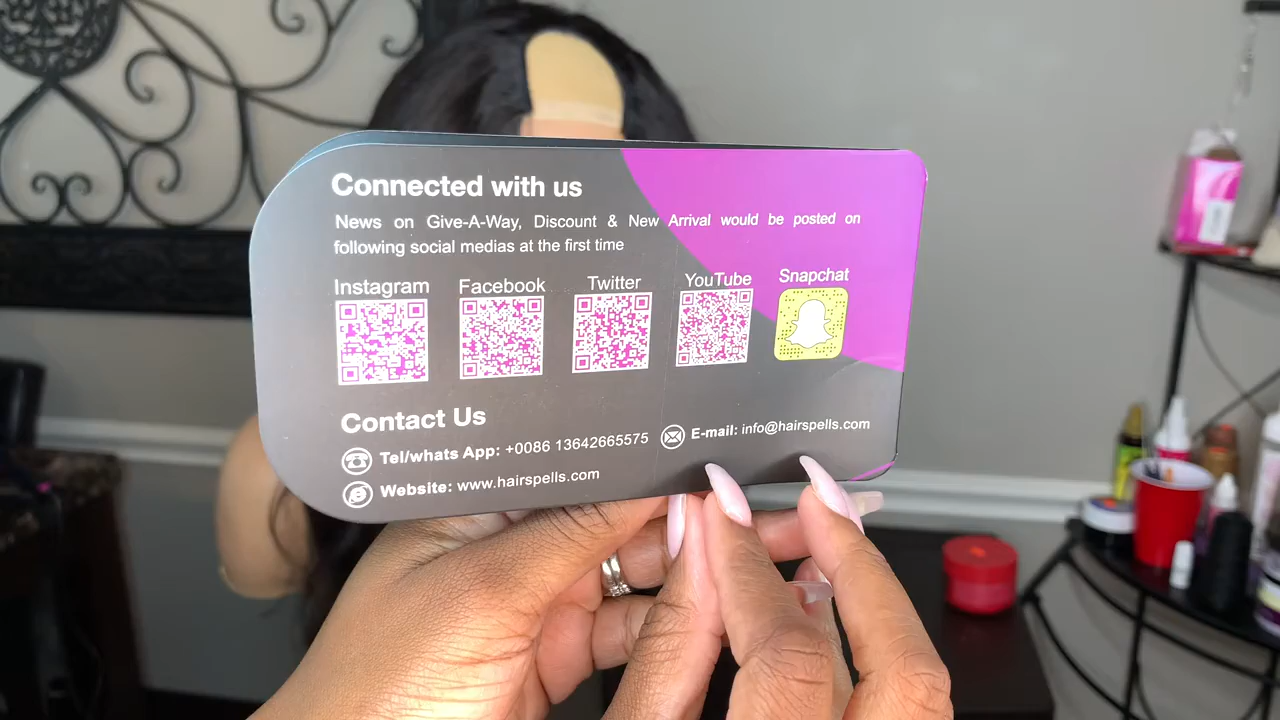 Connected with us
News on Give-A-Way, Discount & New Arrival would be posted on
following social medias at the first time
Instagram Facebook Twitter YouTube Snapchat
Contact Us
Tel/whats App: +0086 13642665575 E-mail: info@hairspells.com
Website: www.hairspells.com